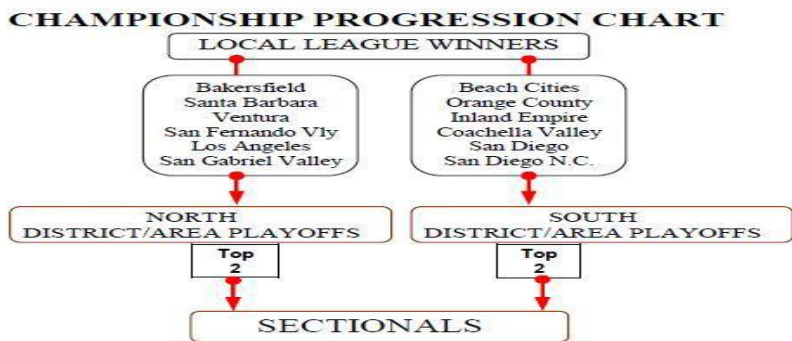 CHAMPIONSHIP PROGRESSION CHART
LOCAL LEAGUE WINNERS
Bakersfield
Santa Barbara
Ventura
San Fernando Vly
Los Angeles
San Gabriel Valley
Beach Cities
Orange County
Inland Empire
Coachella Valley
San Diego
San Diego N.C.
NORTH
DISTRICT/AREA PLAYOFFS
SOUTH
DISTRICT/AREA PLAYOFFS
Top
2
Top
2
SECTIONALS